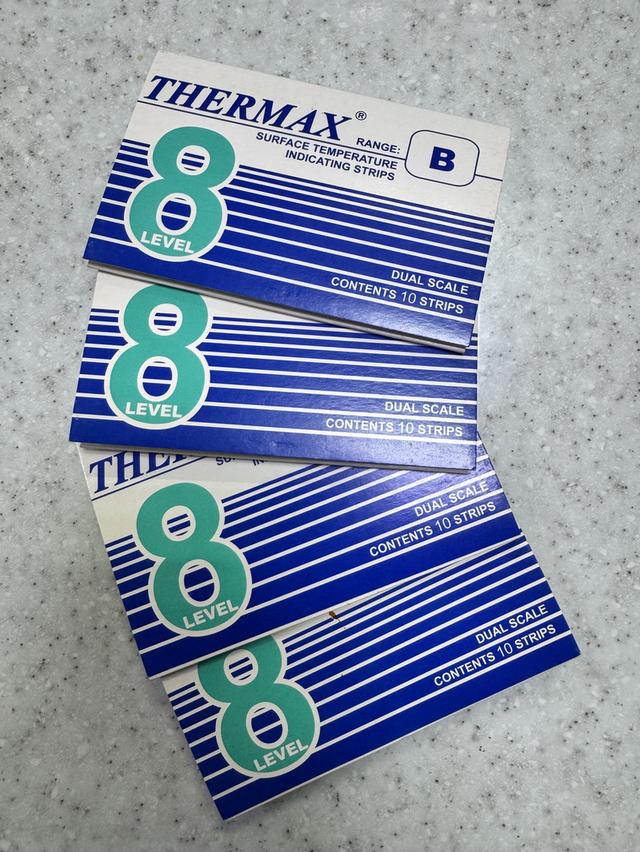 THERMAX®
RANGE: B
SURFACE TEMPERATURE
INDICATING STRIPS
8
LEVEL
DUAL SCALE
CONTENTS 10 STRIPS
8
LEVEL
DUAL SCALE
CONTENTS 10 STRIPS
8
LEVEL
DUAL SCALE
CONTENTS 10 STRIPS
8
LEVEL
DUAL SCALE
CONTENTS 10 STRIPS